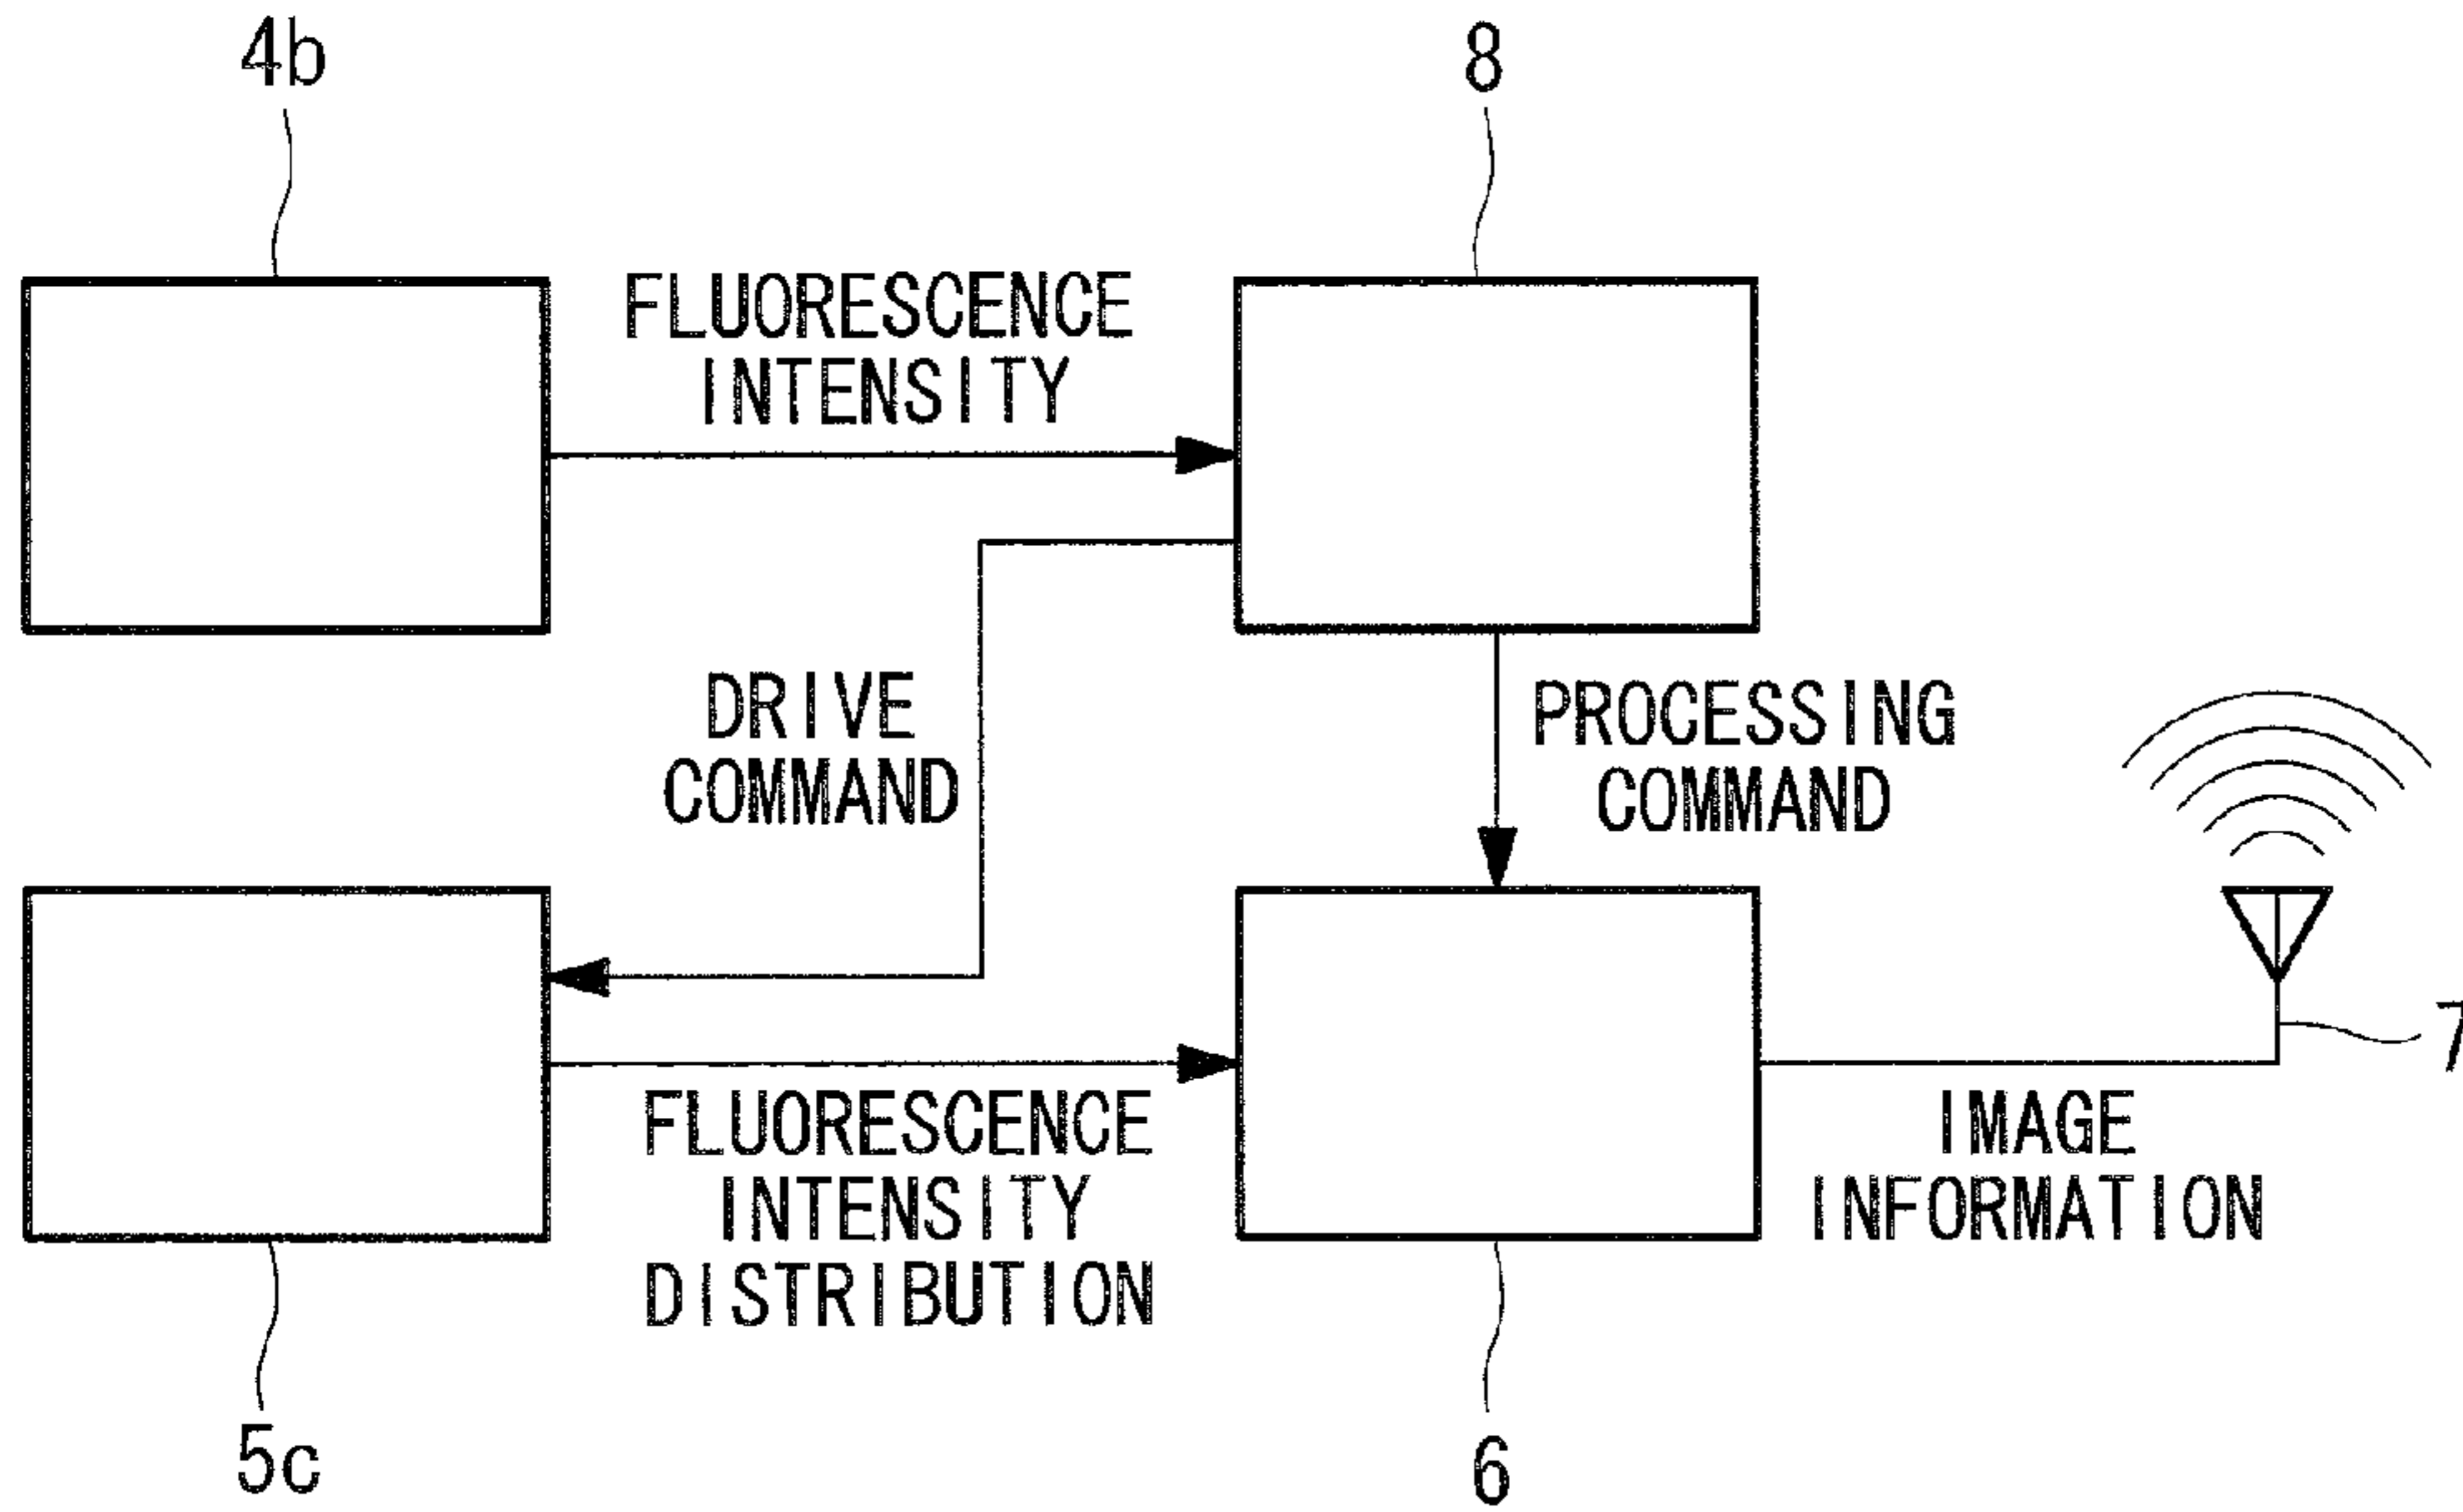 4b
8
FLUORESCENCE
INTENSITY
DRIVE
COMMAND
PROCESSING
COMMAND
7
FLUORESCENCE
INTENSITY
DISTRIBUTION
IMAGE
INFORMATION
5c
6